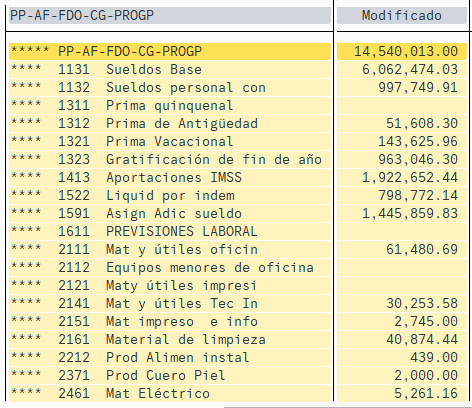 PP-AF-FDO-CG-PROGP Modificado
***** PP-AF-FDO-CG-PROGP 14,540,013.00
**** 1131 Sueldos Base 6,062,474.03
**** 1132 Sueldos personal con 997,749.91
**** 1311 Prima quinquenal
**** 1312 Prima de Antigüedad 51,608.30
**** 1321 Prima Vacacional 143,625.96
**** 1323 Gratificación de fin de año 963,046.30
**** 1413 Aportaciones IMSS 1,922,652.44
**** 1522 Liquid por indem 798,772.14
**** 1591 Asign Adic sueldo 1,445,859.83
**** 1611 PREVISIONES LABORAL
**** 2111 Mat y útiles oficin 61,480.69
**** 2112 Equipos menores de oficina
**** 2121 Maty útiles impresi
**** 2141 Mat y útiles Tec In 30,253.58
**** 2151 Mat impreso e info 2,745.00
**** 2161 Material de limpieza 40,874.44
**** 2212 Prod Alimen instal 439.00
**** 2371 Prod Cuero Piel 2,000.00
**** 2461 Mat Eléctrico 5,261.16